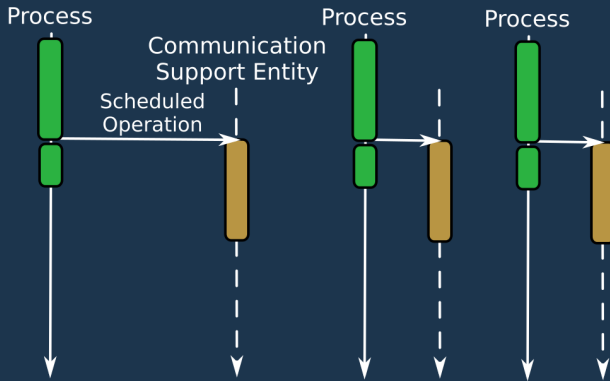 Process
Communication
Support Entity
Scheduled
Operation
Process
Process